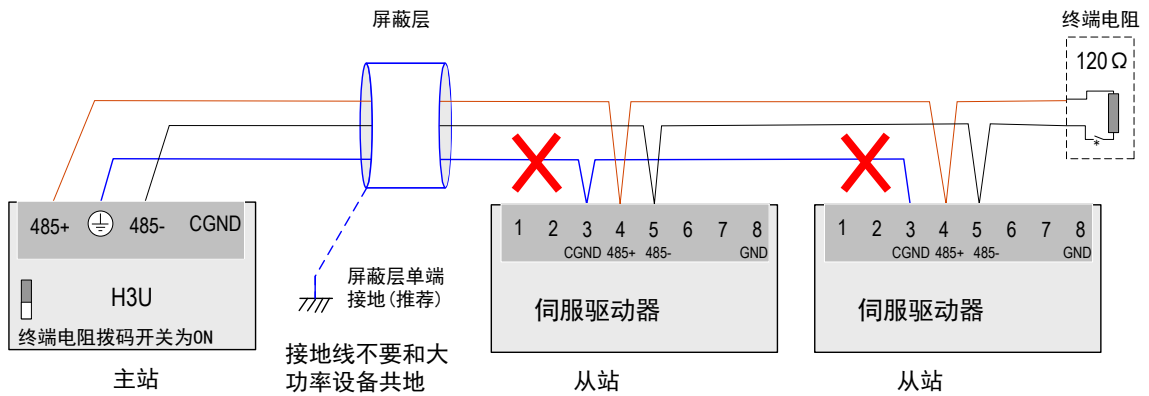 屏蔽层
终端电阻
120Ω
*
485+ 485- CGND
H3U
终端电阻拨码开关为ON
主站
屏蔽层单端
接地(推荐)
接地线不要和大
功率设备共地
1 2 3 4 5 6 7 8
CGND 485+ 485- GND
伺服驱动器
从站
1 2 3 4 5 6 7 8
CGND 485+ 485- GND
伺服驱动器
从站